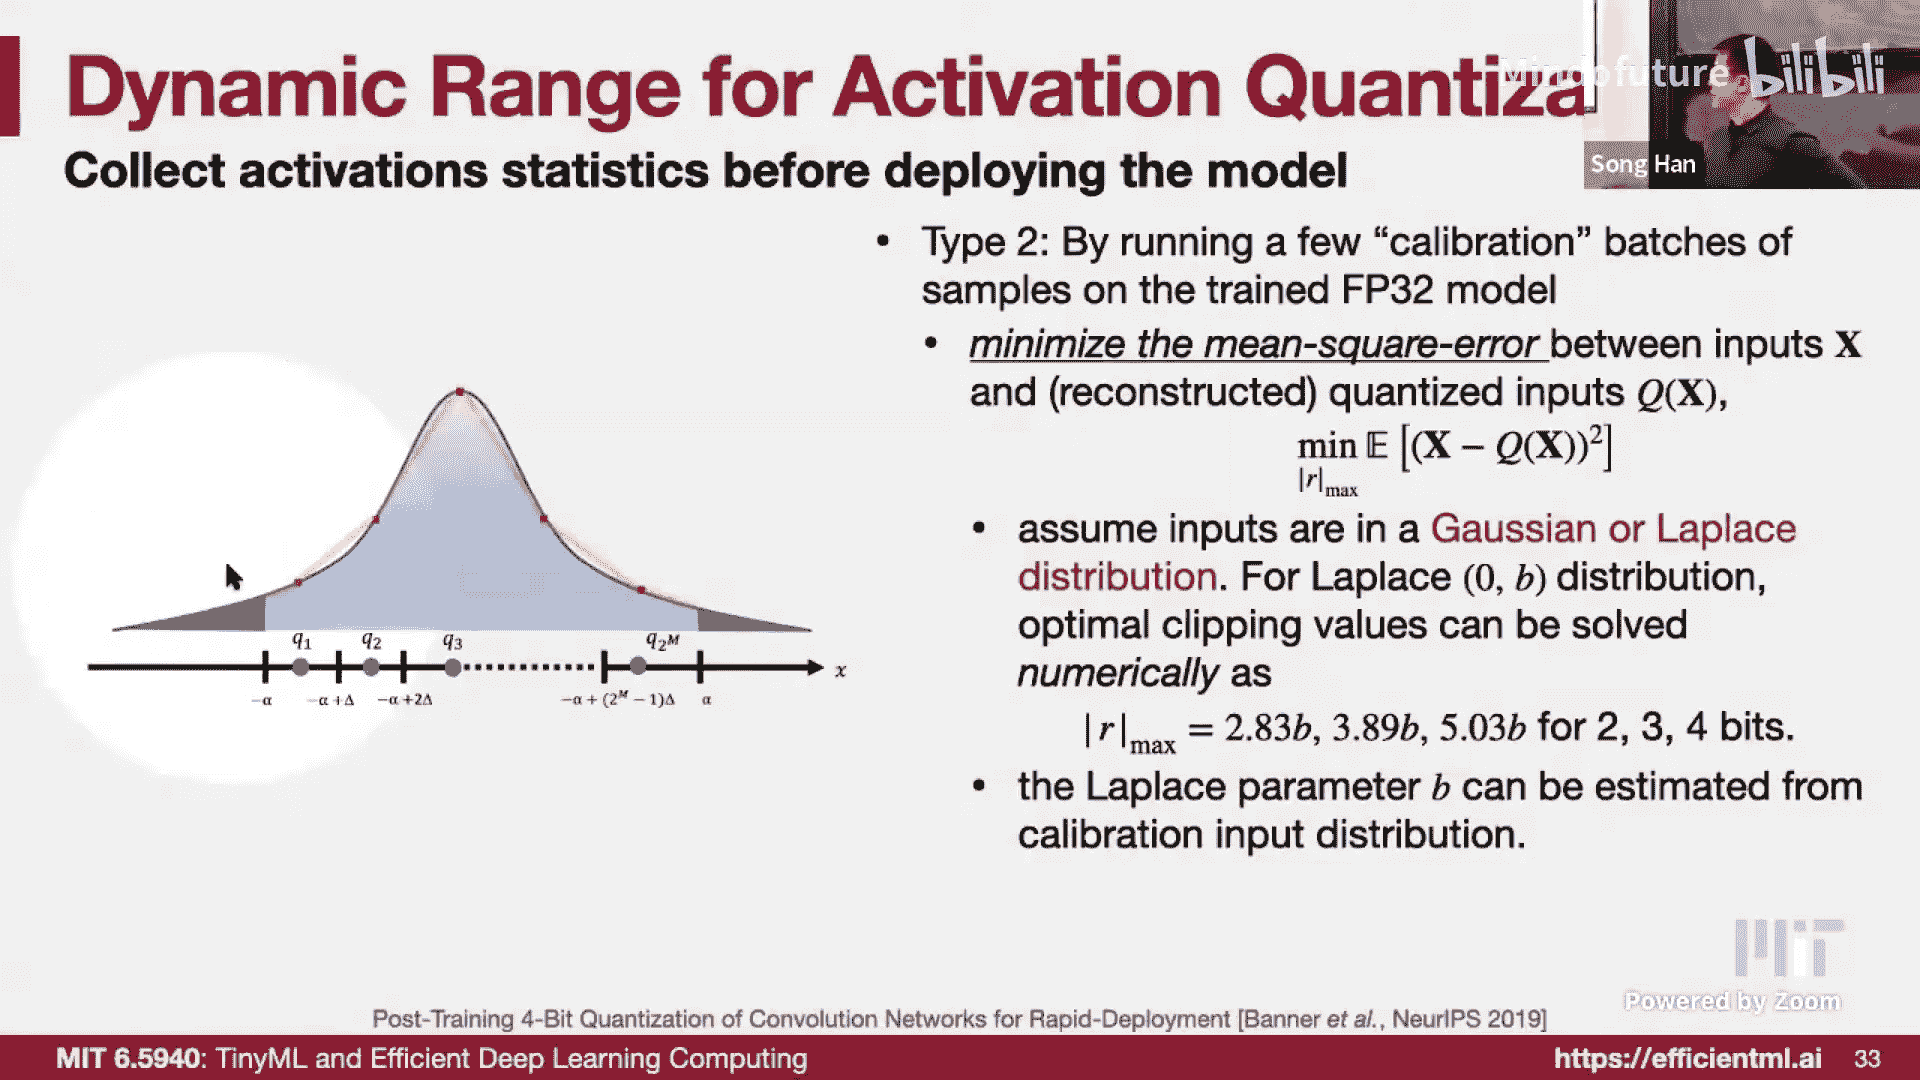 Dynamic Range for Activation Quantiza
Mindofuture
bilibili
Song Han
Collect activations statistics before deploying the model
• Type 2: By running a few “calibration” batches of
samples on the trained FP32 model
• minimize the mean-square-error between inputs X
and (reconstructed) quantized inputs Q(X),
min 𝔼 [(X − Q(X))²]
|r|max
• assume inputs are in a Gaussian or Laplace
distribution. For Laplace (0, b) distribution,
optimal clipping values can be solved
numerically as
|r|max = 2.83b, 3.89b, 5.03b for 2, 3, 4 bits.
• the Laplace parameter b can be estimated from
calibration input distribution.
q₁ q₂ q₃ q₂ᴹ
x
−α −α+Δ −α+2Δ −α + (2ᴹ − 1)Δ α
MIT
Powered by Zoom
Post-Training 4-Bit Quantization of Convolution Networks for Rapid-Deployment [Banner et al., NeurIPS 2019]
MIT 6.5940: TinyML and Efficient Deep Learning Computing
https://efficientml.ai 33